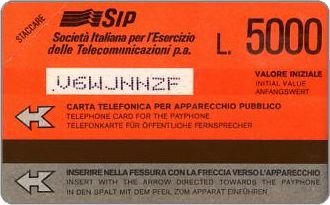 STACCARE
SIP
Società Italiana per l'Esercizio
delle Telecomunicazioni p.a.
L. 5000
.V6WJNNZF
VALORE INIZIALE
INITIAL VALUE
ANFANGSWERT
CARTA TELEFONICA PER APPARECCHIO PUBBLICO
TELEPHONE CARD FOR THE PAYPHONE
TELEFONKARTE FÜR ÖFFENTLICHE FERNSPRECHER
INSERIRE NELLA FESSURA CON LA FRECCIA VERSO L'APPARECCHIO
INSERT WITH THE ARROW DIRECTED TOWARDS THE PAYPHONE
IN SCHLITZ MIT DEM PFEIL ZUM APPARAT EINFÜHREN